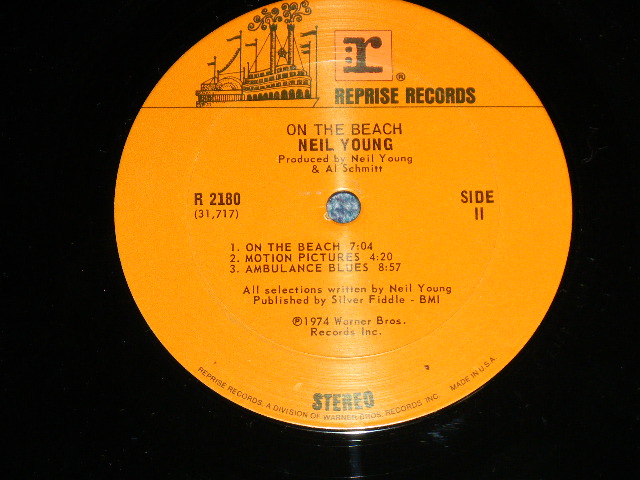 r ®
REPRISE RECORDS
ON THE BEACH
NEIL YOUNG
Produced by Neil Young
& Al Schmitt
R 2180
(31,717)
SIDE
II
1. ON THE BEACH 7:04
2. MOTION PICTURES 4:20
3. AMBULANCE BLUES 8:57
All selections written by Neil Young
Published by Silver Fiddle - BMI
℗1974 Warner Bros.
Records Inc.
STEREO
REPRISE RECORDS, A DIVISION OF WARNER BROS. RECORDS INC. MADE IN U.S.A.